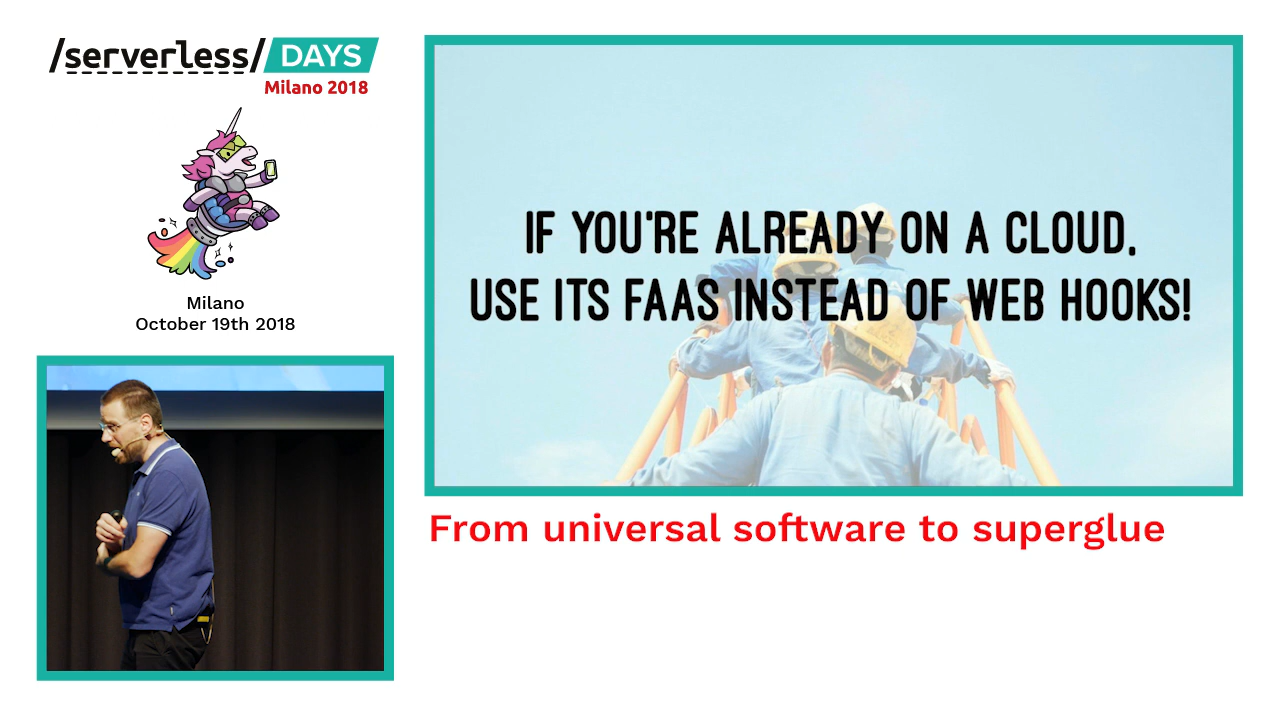 /serverless/ DAYS
Milano 2018
Milano
October 19th 2018
IF YOU'RE ALREADY ON A CLOUD,
USE ITS FAAS INSTEAD OF WEB HOOKS!
From universal software to superglue